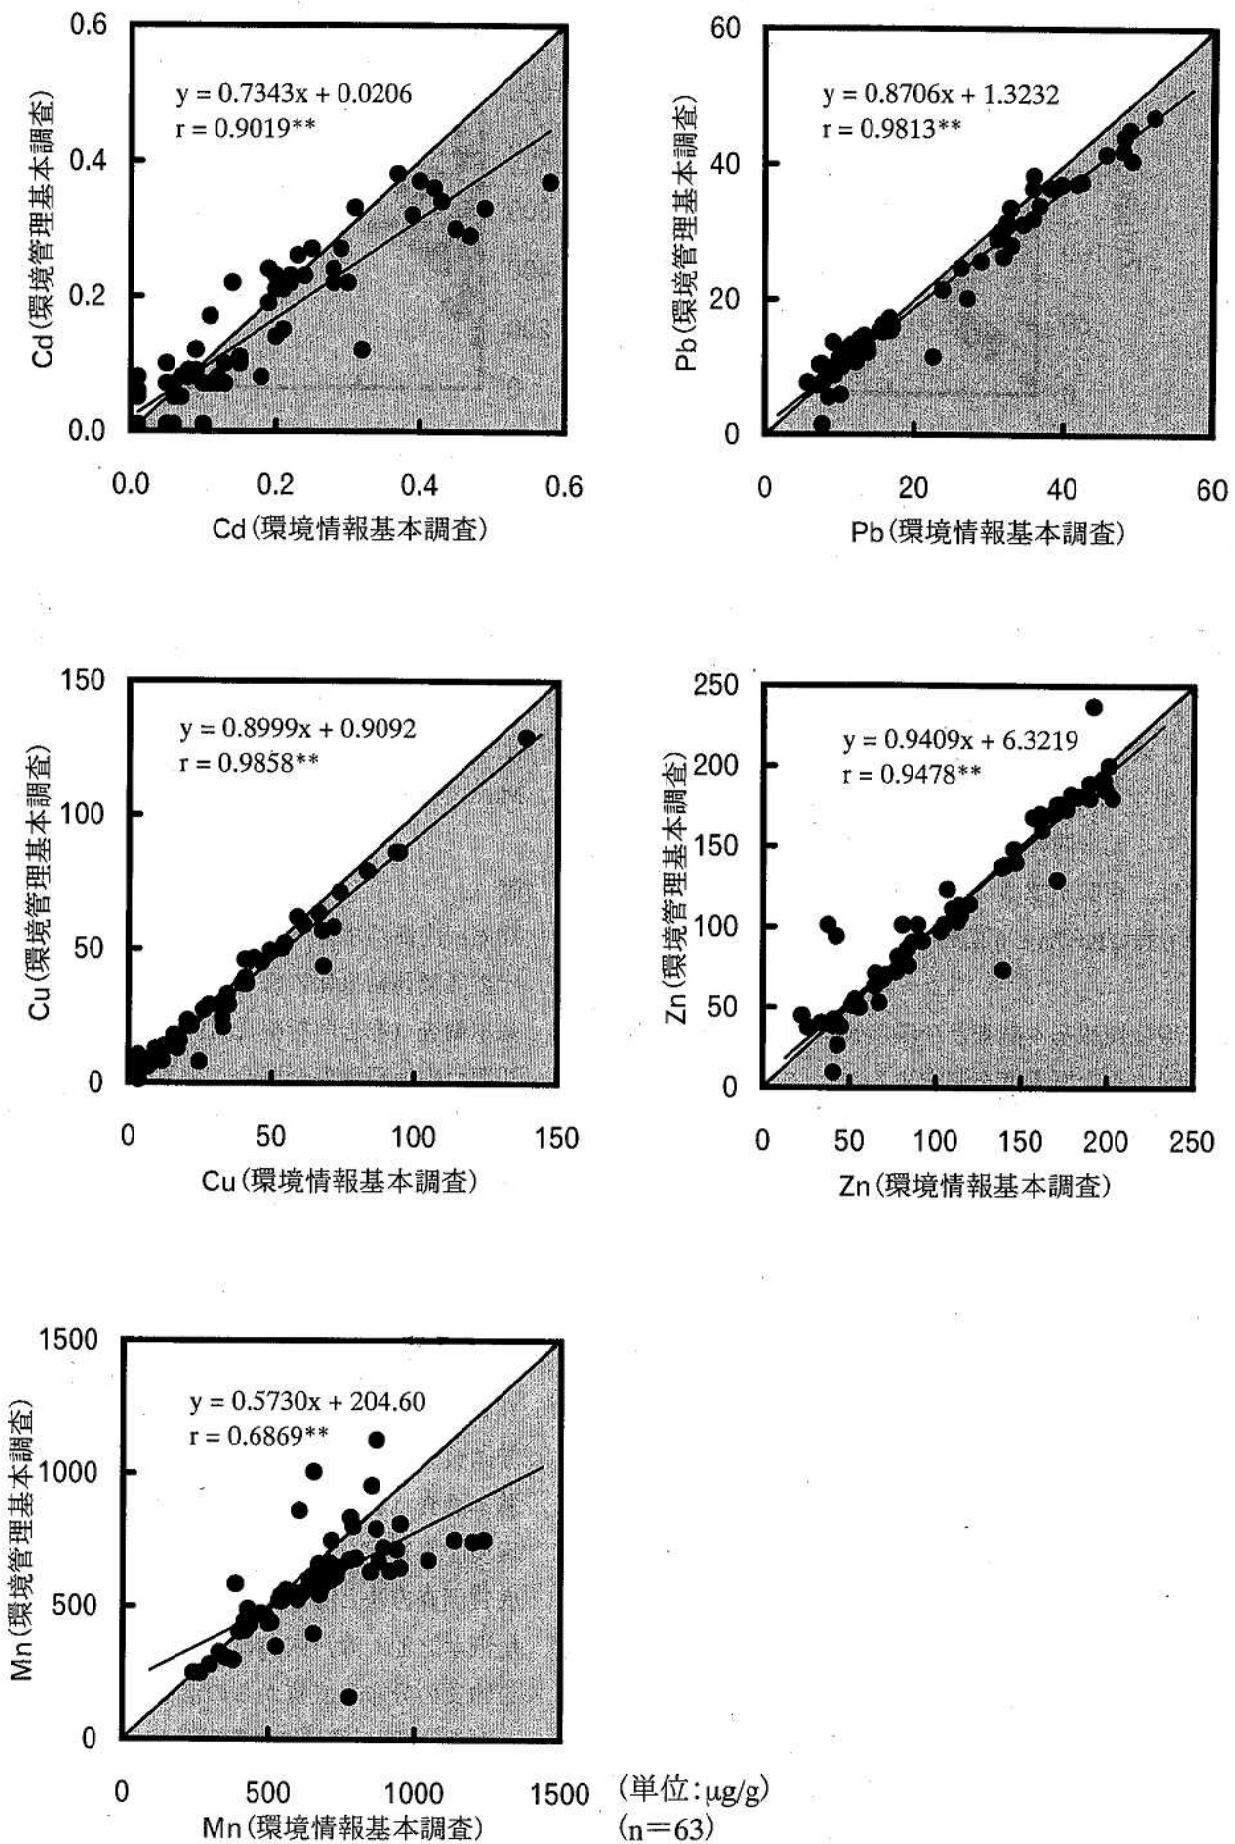 0.6
0.4
0.2
0.0
Cd(環境管理基本調査)
y = 0.7343x + 0.0206
r = 0.9019**
0.0 0.2 0.4 0.6
Cd(環境情報基本調査)
60
40
20
0
Pb(環境管理基本調査)
y = 0.8706x + 1.3232
r = 0.9813**
0 20 40 60
Pb(環境情報基本調査)
150
100
50
0
Cu(環境管理基本調査)
y = 0.8999x + 0.9092
r = 0.9858**
0 50 100 150
Cu(環境情報基本調査)
250
200
150
100
50
0
Zn(環境管理基本調査)
y = 0.9409x + 6.3219
r = 0.9478**
0 50 100 150 200 250
Zn(環境情報基本調査)
1500
1000
500
0
Mn(環境管理基本調査)
y = 0.5730x + 204.60
r = 0.6869**
0 500 1000 1500
Mn(環境情報基本調査)
(単位:μg/g)
(n=63)